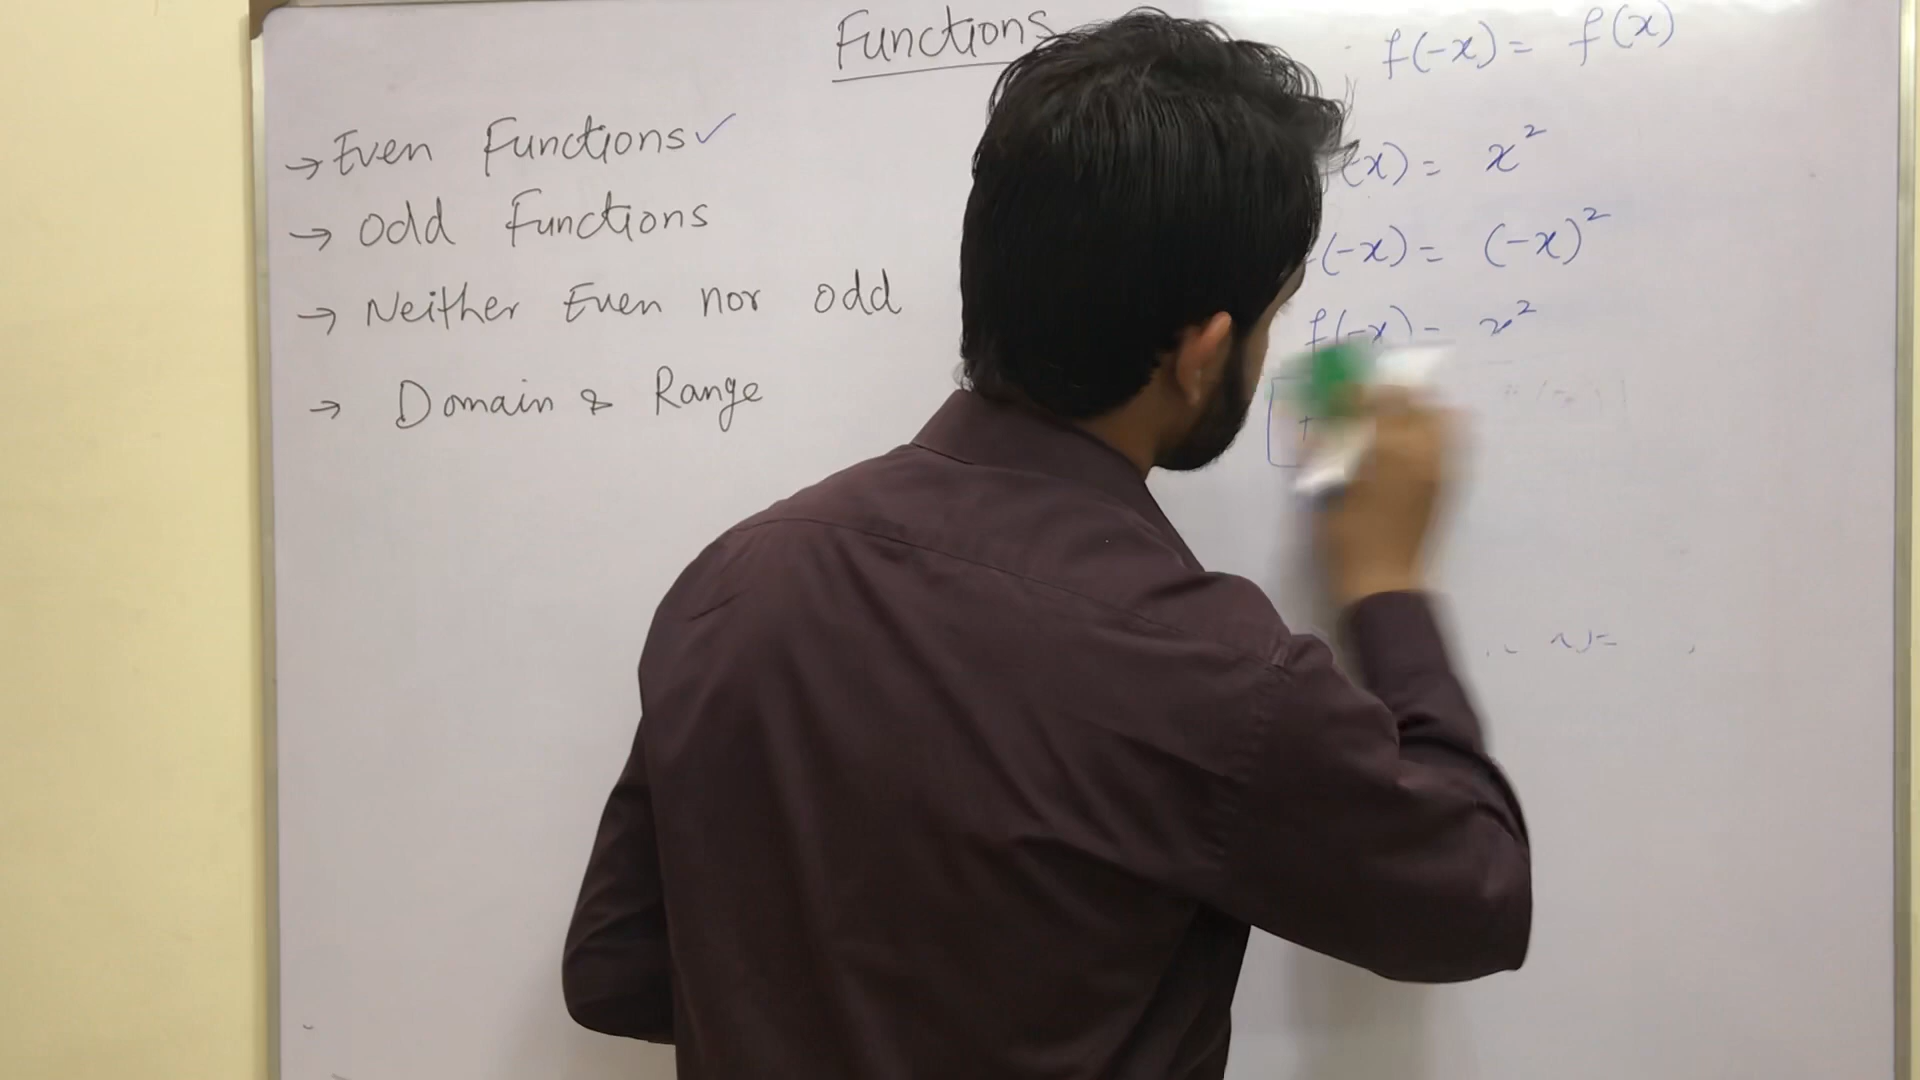 Functions
→ Even Functions✓
→ Odd Functions
→ Neither Even nor odd
→ Domain & Range
f(-x) = f(x)
(x) = x²
(-x) = (-x)²
f(-x) = x²